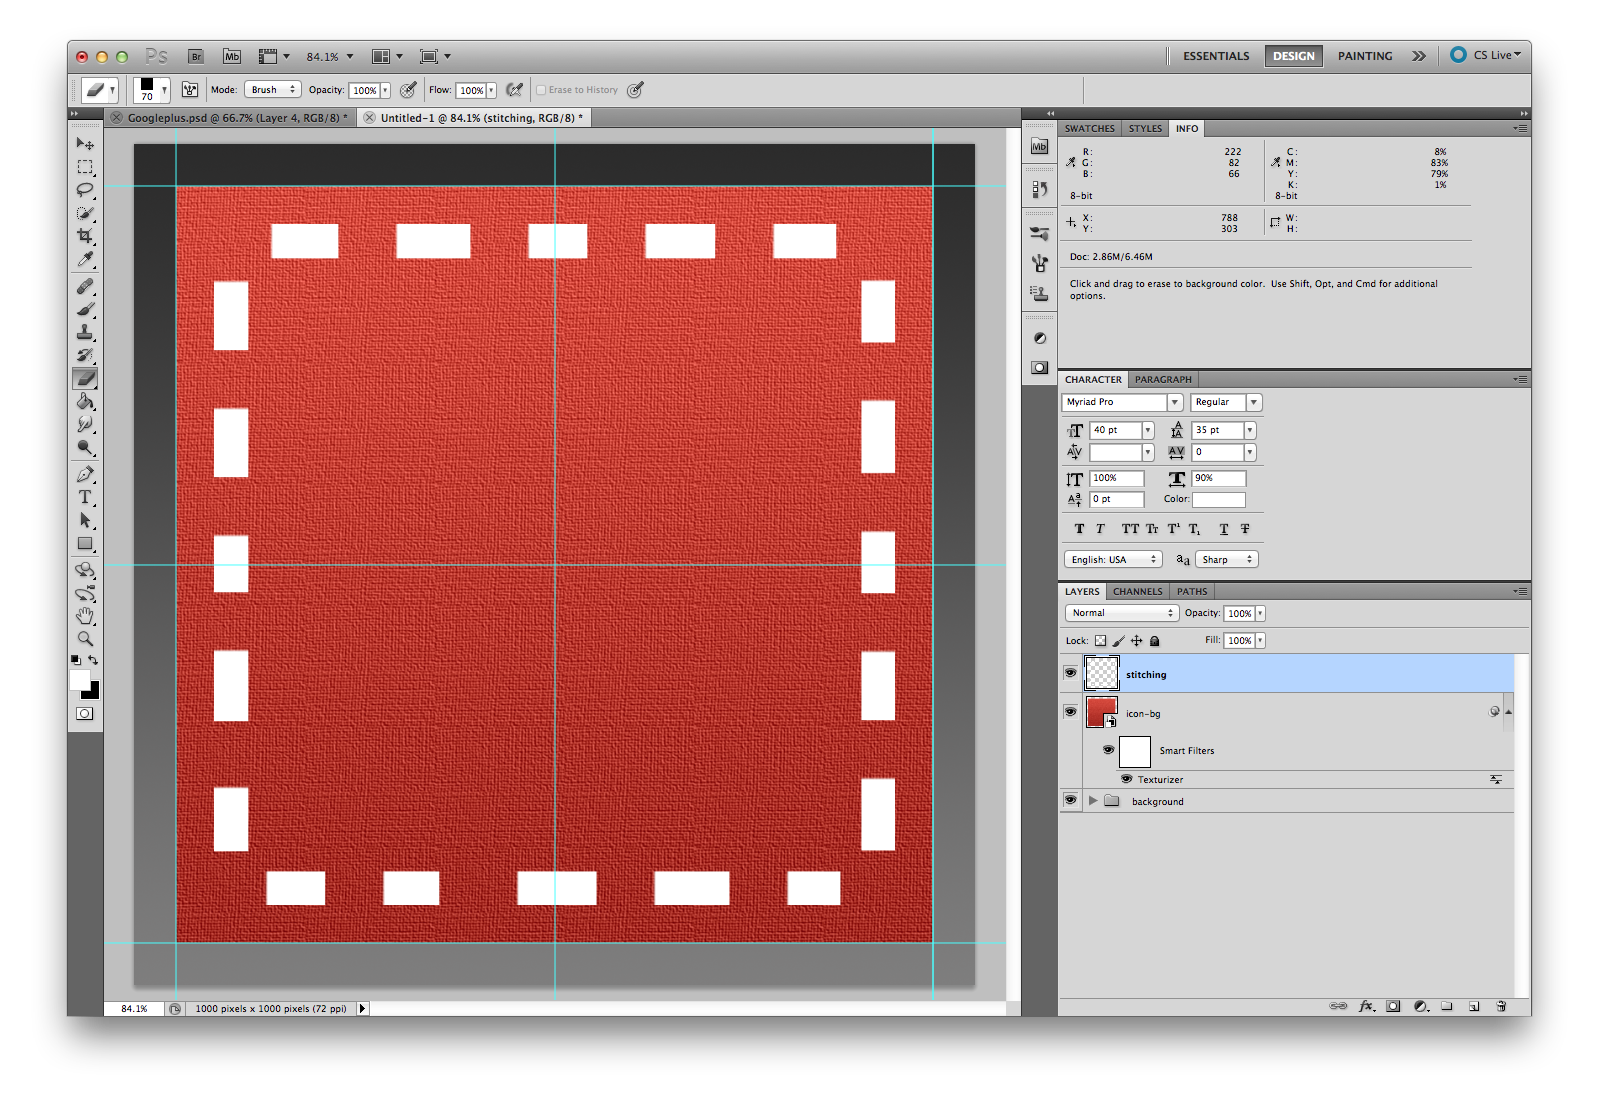 Ps Br Mb 84.1% ESSENTIALS DESIGN PAINTING CS Live
70 Mode: Brush Opacity: 100% Flow: 100% Erase to History
Googleplus.psd @ 66.7% (Layer 4, RGB/8) * Untitled-1 @ 84.1% (stitching, RGB/8) *
Mb
SWATCHES STYLES INFO
R: 222 C: 8%
G: 82 M: 83%
B: 66 Y: 79%
K: 1%
8-bit 8-bit
X: 788 W:
Y: 303 H:
Doc: 2.86M/6.46M
Click and drag to erase to background color. Use Shift, Opt, and Cmd for additional
options.
CHARACTER PARAGRAPH
Myriad Pro Regular
40 pt 35 pt
0
100% 90%
0 pt Color:
T T TT Tt T¹ T₁ T T
English: USA aa Sharp
LAYERS CHANNELS PATHS
Normal Opacity: 100%
Lock: Fill: 100%
stitching
icon-bg
Smart Filters
Texturizer
background
84.1% 1000 pixels x 1000 pixels (72 ppi)
fx